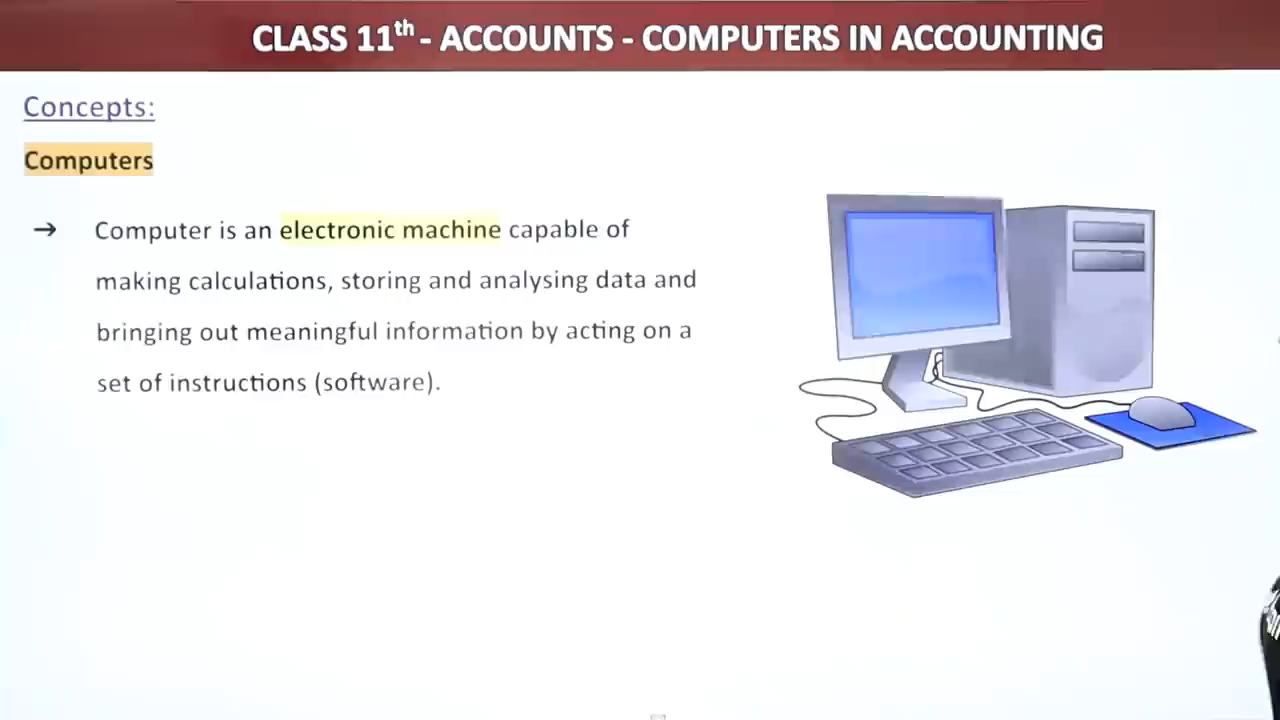 CLASS 11th - ACCOUNTS - COMPUTERS IN ACCOUNTING
Concepts:
Computers
➔ Computer is an electronic machine capable of
making calculations, storing and analysing data and
bringing out meaningful information by acting on a
set of instructions (software).